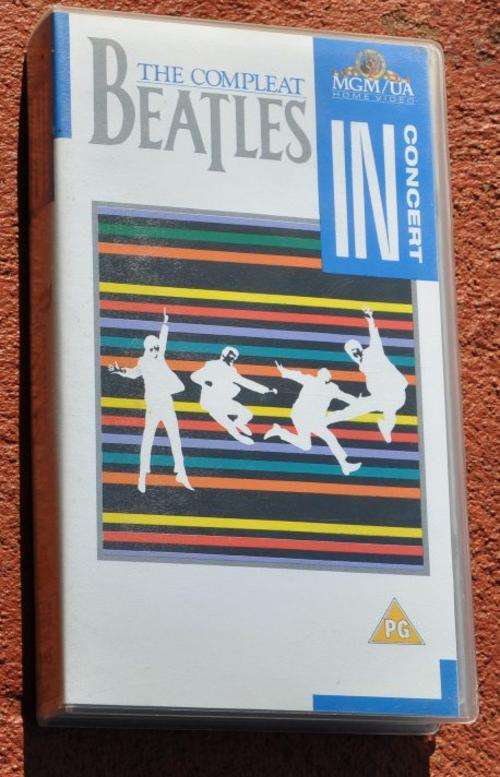 THE COMPLEAT
BEATLES
MGM/UA
HOME VIDEO
IN
CONCERT
PG